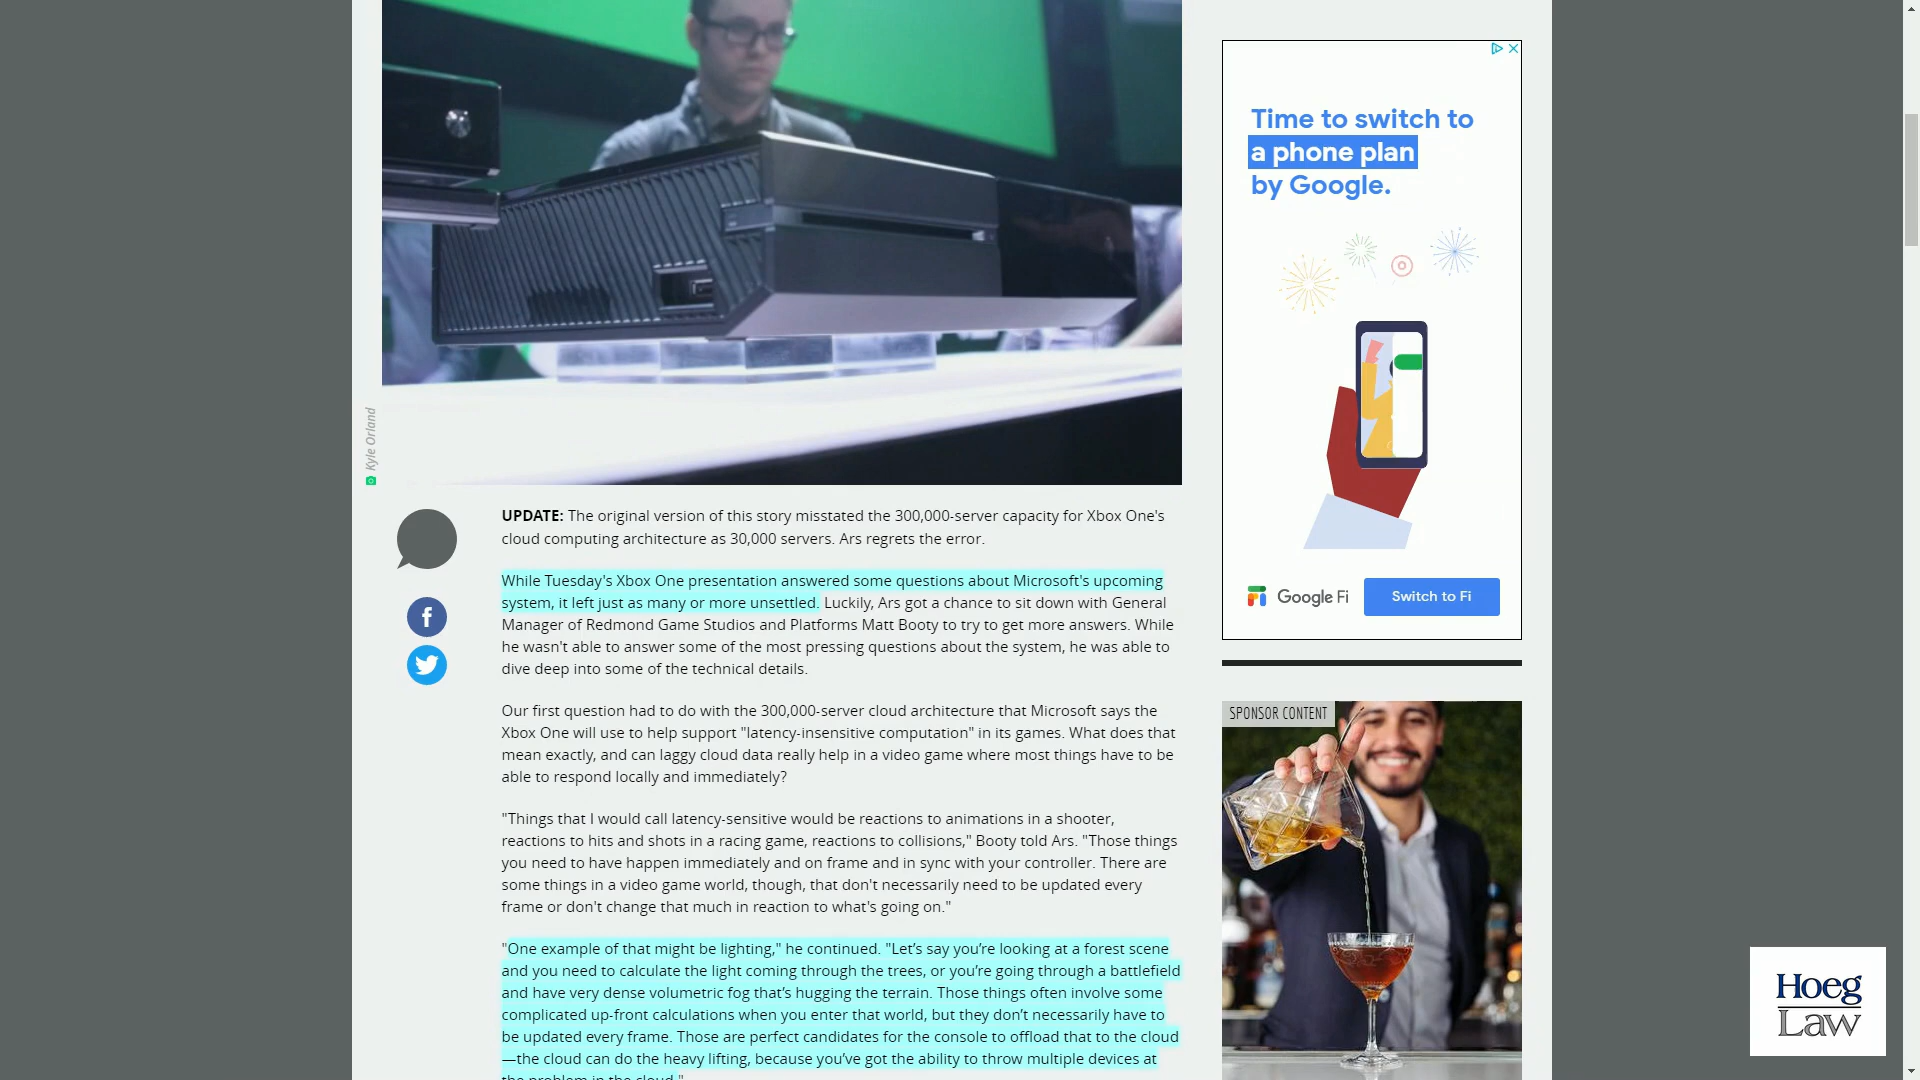 Kyle Orland
UPDATE: The original version of this story misstated the 300,000-server capacity for Xbox One's
cloud computing architecture as 30,000 servers. Ars regrets the error.
While Tuesday's Xbox One presentation answered some questions about Microsoft's upcoming
system, it left just as many or more unsettled. Luckily, Ars got a chance to sit down with General
Manager of Redmond Game Studios and Platforms Matt Booty to try to get more answers. While
he wasn't able to answer some of the most pressing questions about the system, he was able to
dive deep into some of the technical details.
Our first question had to do with the 300,000-server cloud architecture that Microsoft says the
Xbox One will use to help support "latency-insensitive computation" in its games. What does that
mean exactly, and can laggy cloud data really help in a video game where most things have to be
able to respond locally and immediately?
"Things that I would call latency-sensitive would be reactions to animations in a shooter,
reactions to hits and shots in a racing game, reactions to collisions," Booty told Ars. "Those things
you need to have happen immediately and on frame and in sync with your controller. There are
some things in a video game world, though, that don't necessarily need to be updated every
frame or don't change that much in reaction to what's going on."
"One example of that might be lighting," he continued. "Let’s say you’re looking at a forest scene
and you need to calculate the light coming through the trees, or you’re going through a battlefield
and have very dense volumetric fog that’s hugging the terrain. Those things often involve some
complicated up-front calculations when you enter that world, but they don’t necessarily have to
be updated every frame. Those are perfect candidates for the console to offload that to the cloud
—the cloud can do the heavy lifting, because you’ve got the ability to throw multiple devices at
the problem in the cloud."
Time to switch to
a phone plan
by Google.
Google Fi
Switch to Fi
SPONSOR CONTENT
Hoeg
Law